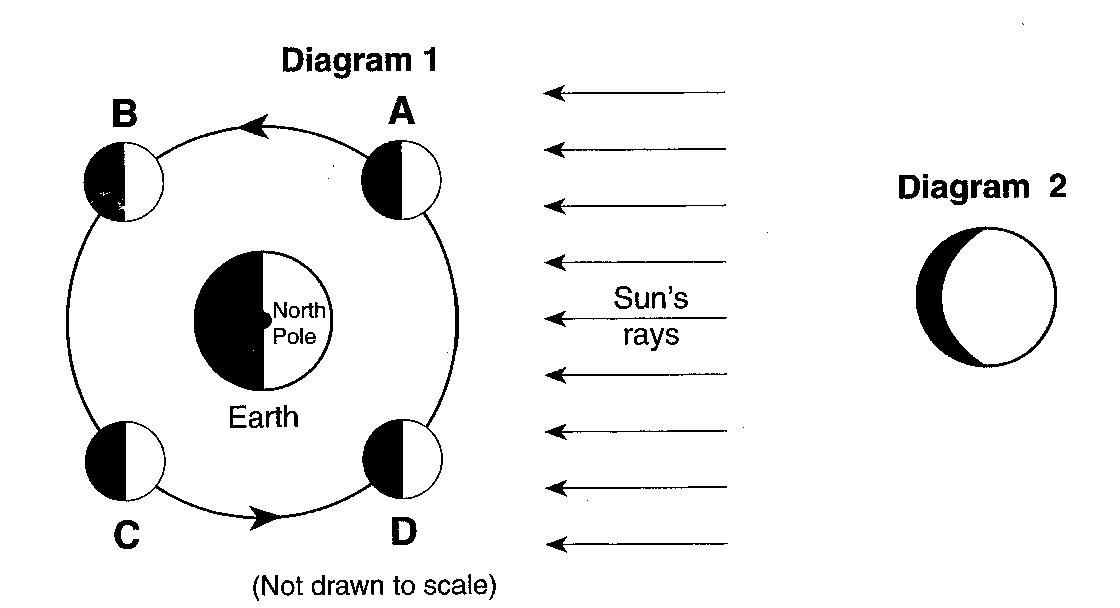 Diagram 1
B
A
Diagram 2
North
Pole
Sun's
rays
Earth
C
D
(Not drawn to scale)